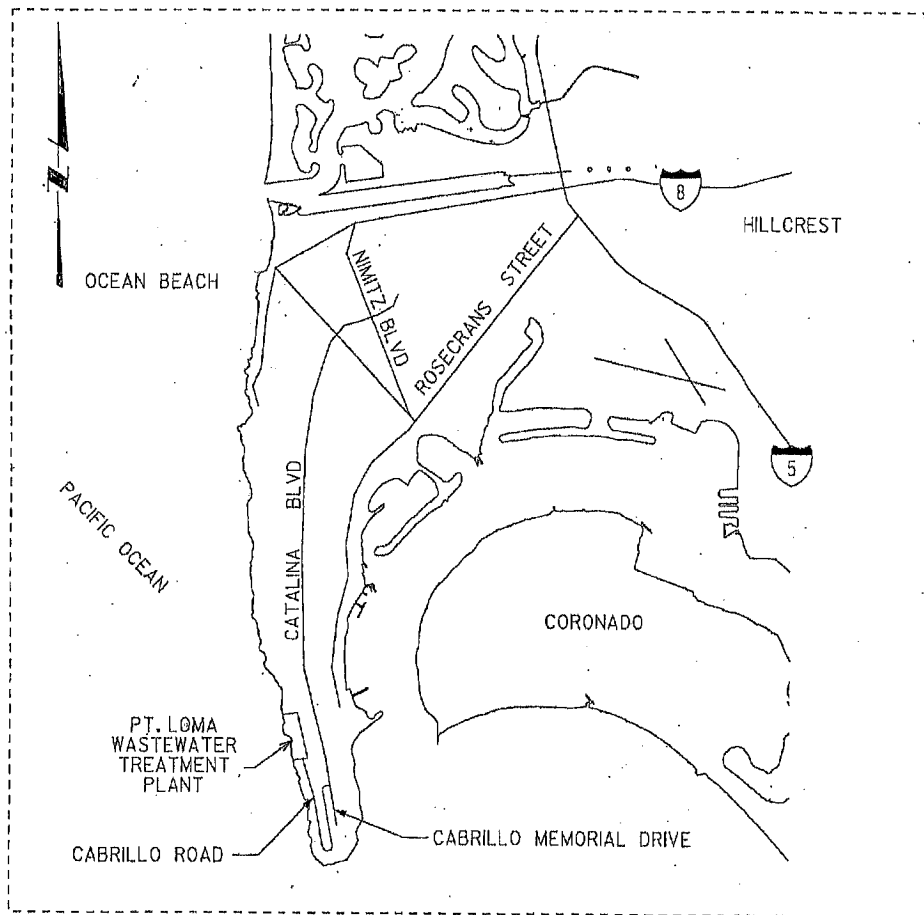 N
8
HILLCREST
OCEAN BEACH
NIMITZ BLVD
ROSECRANS STREET
5
PACIFIC OCEAN
CATALINA BLVD
CORONADO
PT. LOMA
WASTEWATER
TREATMENT
PLANT
CABRILLO ROAD
CABRILLO MEMORIAL DRIVE